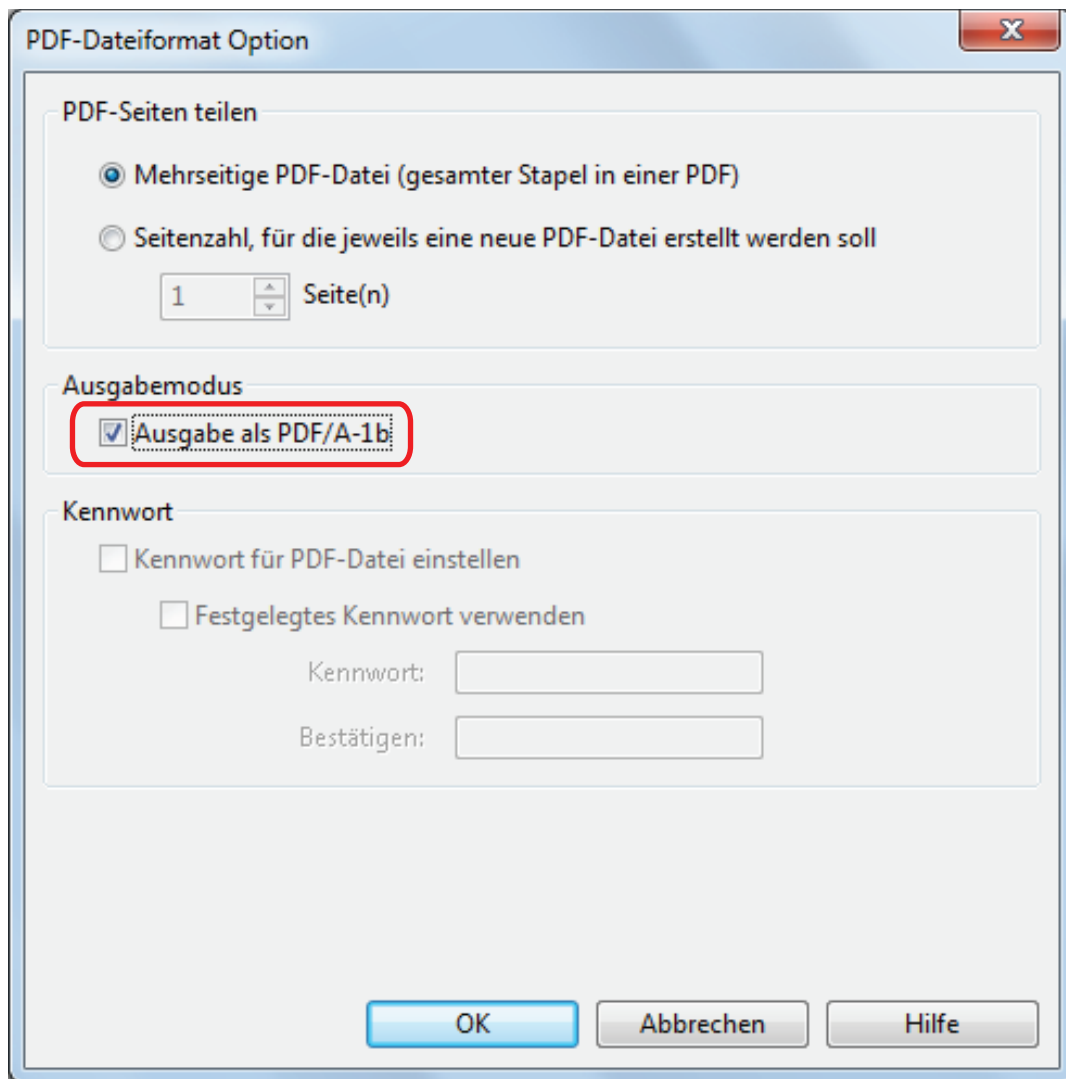 PDF-Dateiformat Option
PDF-Seiten teilen
Mehrseitige PDF-Datei (gesamter Stapel in einer PDF)
Seitenzahl, für die jeweils eine neue PDF-Datei erstellt werden soll
1 Seite(n)
Ausgabemodus
Ausgabe als PDF/A-1b
Kennwort
Kennwort für PDF-Datei einstellen
Festgelegtes Kennwort verwenden
Kennwort:
Bestätigen:
OK Abbrechen Hilfe